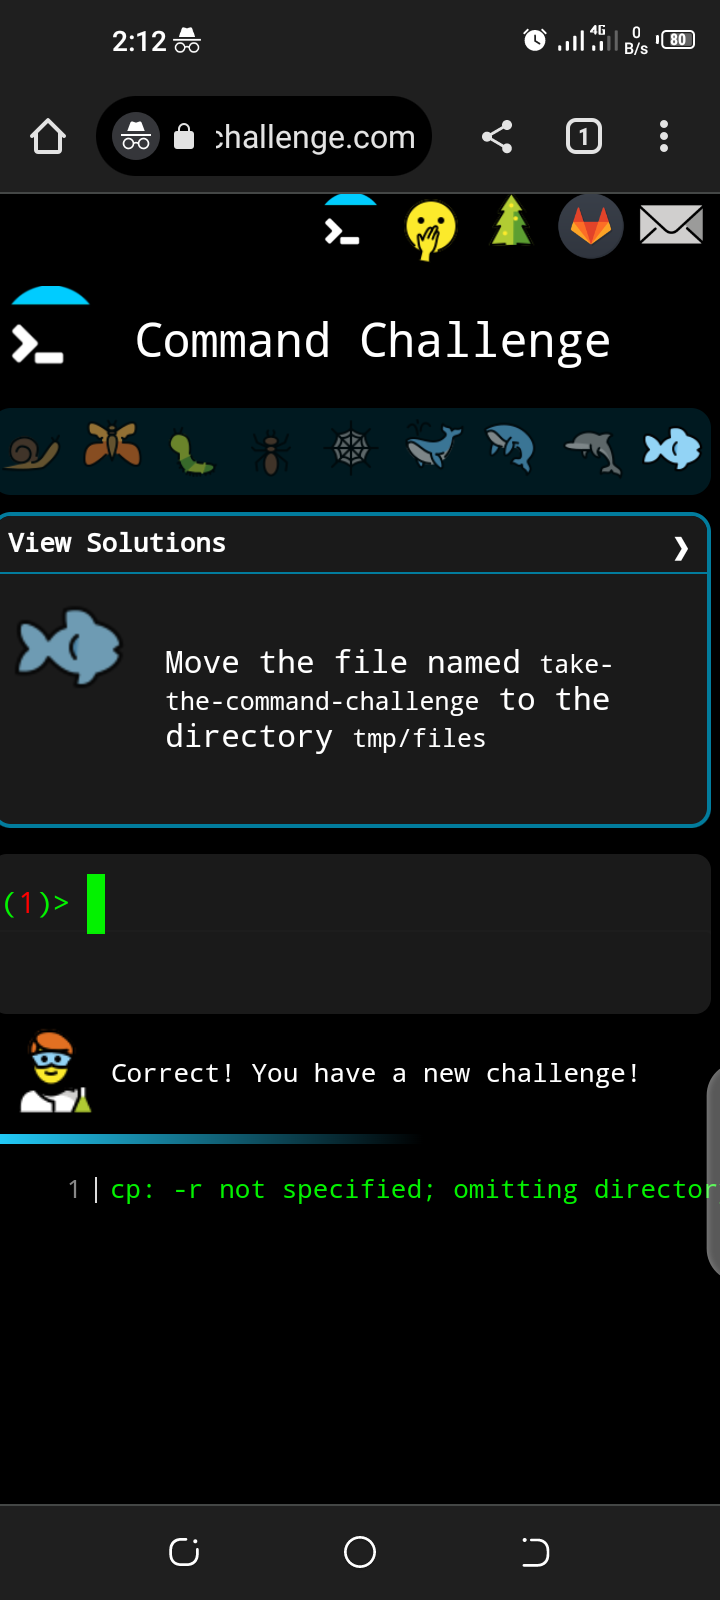 2:12
4G
0
B/s
80
challenge.com
1
Command Challenge
View Solutions
Move the file named take-
the-command-challenge to the
directory tmp/files
(1)>
Correct! You have a new challenge!
1 cp: -r not specified; omitting director